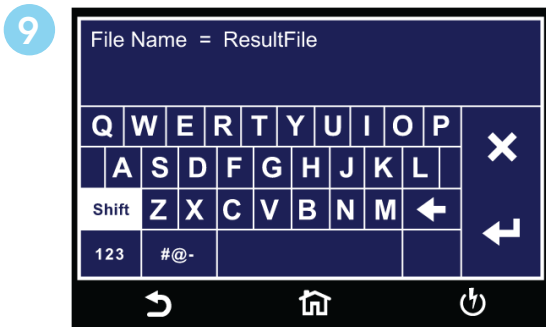 9
File Name = ResultFile
Q W E R T Y U I O P
A S D F G H J K L
Shift Z X C V B N M
123 #@-